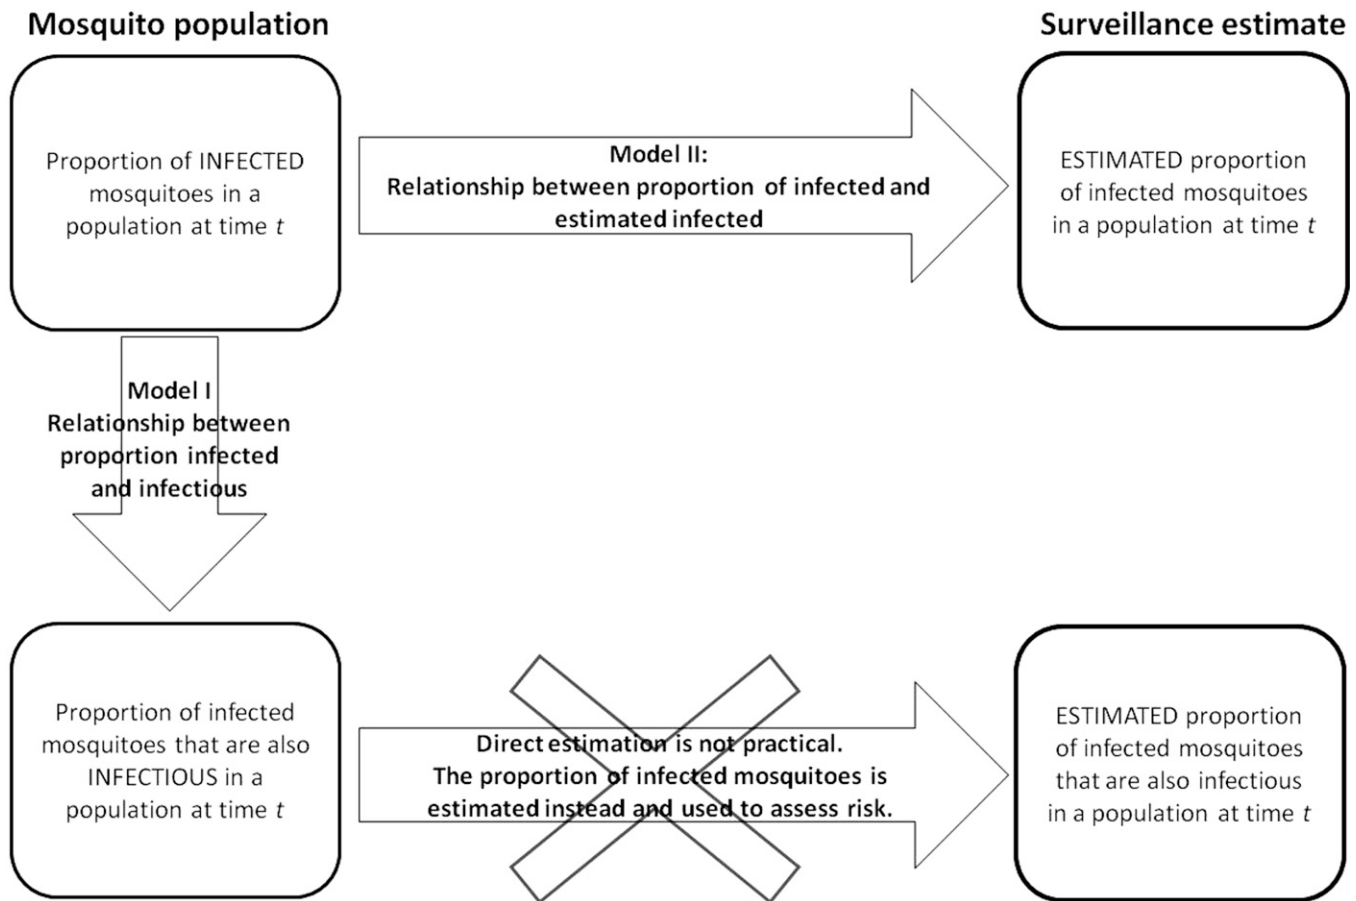 Mosquito population
Surveillance estimate
Proportion of INFECTED
mosquitoes in a
population at time t
Model II:
Relationship between proportion of infected and
estimated infected
ESTIMATED proportion
of infected mosquitoes
in a population at time t
Model I
Relationship between
proportion infected
and infectious
Proportion of infected
mosquitoes that are also
INFECTIOUS in a
population at time t
Direct estimation is not practical.
The proportion of infected mosquitoes is
estimated instead and used to assess risk.
ESTIMATED proportion
of infected mosquitoes
that are also infectious
in a population at time t